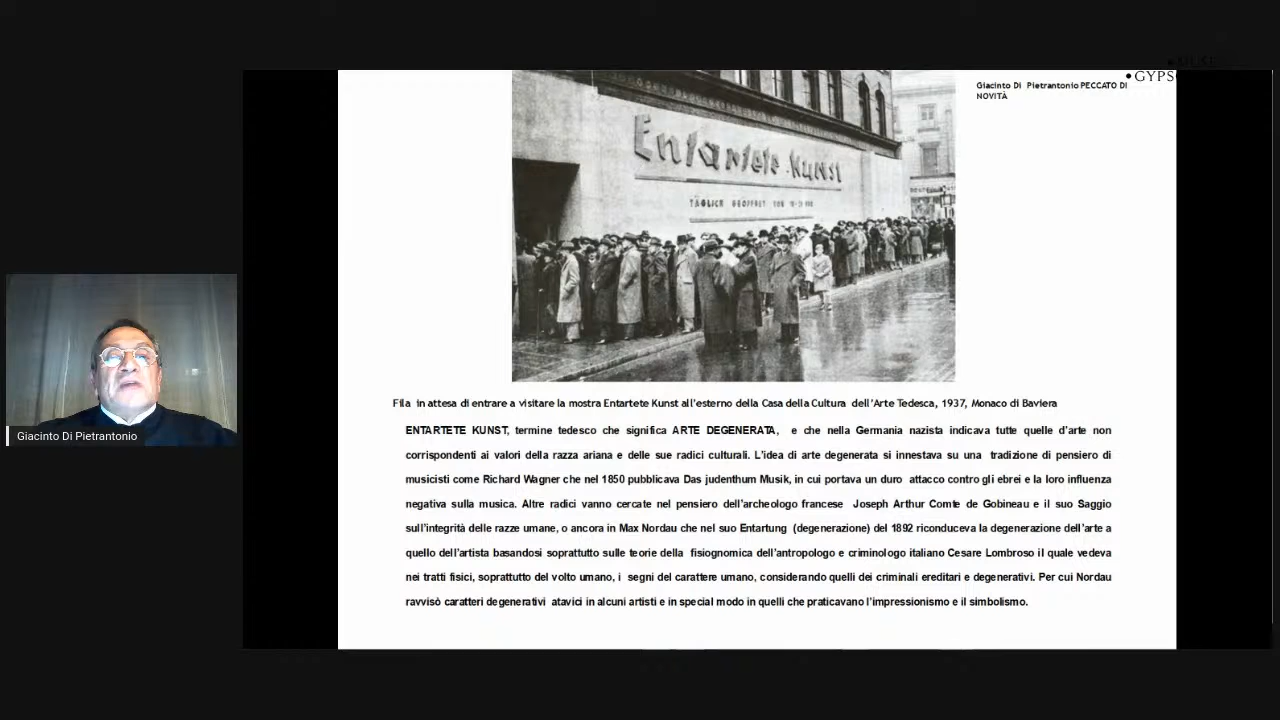 GYPS
Giacinto Di Pietrantonio PECCATO DI
NOVITÀ
Entartete Kunst
TÄGLICH GEÖFFNET VON
Fila in attesa di entrare a visitare la mostra Entartete Kunst all'esterno della Casa della Cultura dell'Arte Tedesca, 1937, Monaco di Baviera
ENTARTETE KUNST, termine tedesco che significa ARTE DEGENERATA, e che nella Germania nazista indicava tutte quelle d'arte non
corrispondenti ai valori della razza ariana e delle sue radici culturali. L'idea di arte degenerata si innestava su una tradizione di pensiero di
musicisti come Richard Wagner che nel 1850 pubblicava Das judenthum Musik, in cui portava un duro attacco contro gli ebrei e la loro influenza
negativa sulla musica. Altre radici vanno cercate nel pensiero dell'archeologo francese Joseph Arthur Comte de Gobineau e il suo Saggio
sull'integrità delle razze umane, o ancora in Max Nordau che nel suo Entartung (degenerazione) del 1892 riconduceva la degenerazione dell'arte a
quello dell'artista basandosi soprattutto sulle teorie della fisiognomica dell'antropologo e criminologo italiano Cesare Lombroso il quale vedeva
nei tratti fisici, soprattutto del volto umano, i segni del carattere umano, considerando quelli dei criminali ereditari e degenerativi. Per cui Nordau
ravvisò caratteri degenerativi atavici in alcuni artisti e in special modo in quelli che praticavano l'impressionismo e il simbolismo.
Giacinto Di Pietrantonio